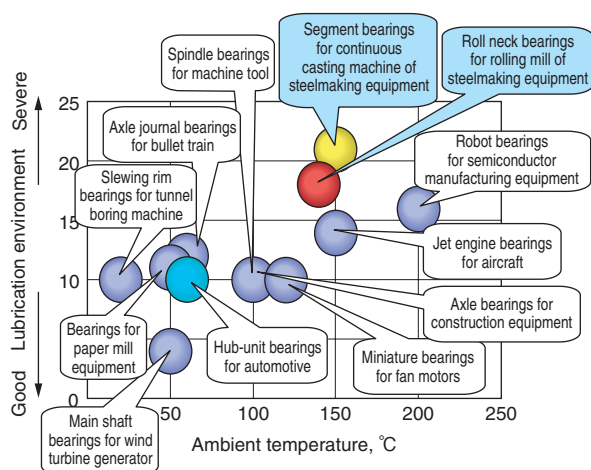 Spindle bearings
for machine tool
Segment bearings
for continuous
casting machine of
steelmaking equipment
Roll neck bearings
for rolling mill of
steelmaking equipment
Axle journal bearings
for bullet train
Robot bearings
for semiconductor
manufacturing equipment
Slewing rim
bearings for tunnel
boring machine
Jet engine bearings
for aircraft
Axle bearings for
construction equipment
Bearings for
paper mill
equipment
Hub-unit bearings
for automotive
Miniature bearings
for fan motors
Main shaft
bearings for wind
turbine generator
Good Lubrication environment Severe
25
20
15
10
5
0
50
100
150
200
250
Ambient temperature, ℃